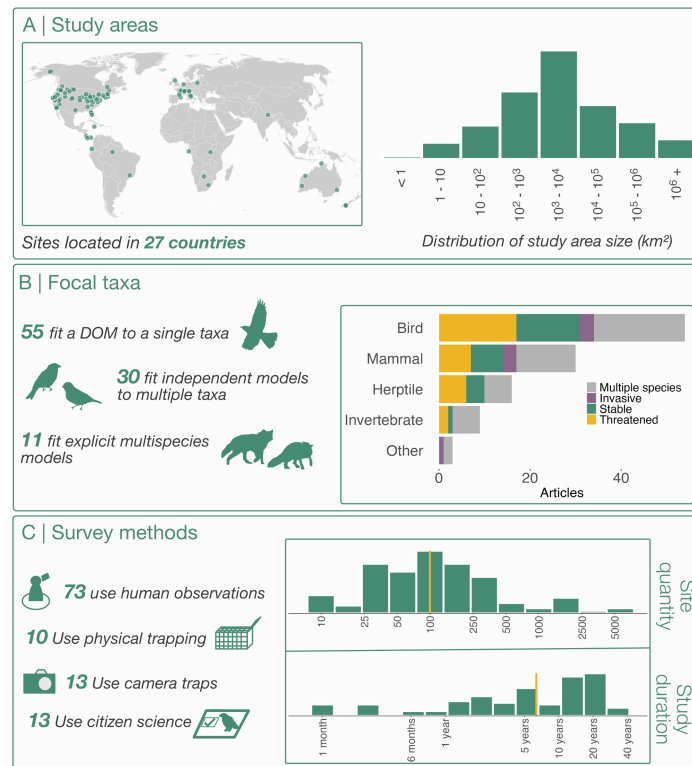 A | Study areas
Sites located in 27 countries
< 1
1 - 10
10 - 10²
10² - 10³
10³ - 10⁴
10⁴ - 10⁵
10⁵ - 10⁶
10⁶ +
Distribution of study area size (km²)
B | Focal taxa
55 fit a DOM to a single taxa
30 fit independent models
to multiple taxa
11 fit explicit multispecies
models
Bird
Mammal
Herptile
Invertebrate
Other
Multiple species
Invasive
Stable
Threatened
0
20
40
Articles
C | Survey methods
73 use human observations
10 Use physical trapping
13 Use camera traps
13 Use citizen science
10
25
50
100
250
500
1000
2500
5000
Site
quantity
1 month
6 months
1 year
5 years
10 years
20 years
40 years
Study
duration